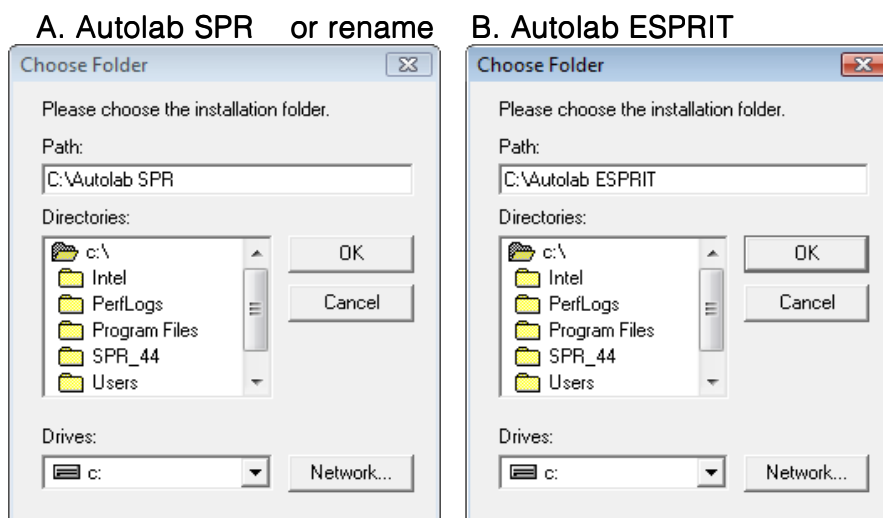 A. Autolab SPR or rename B. Autolab ESPRIT
Choose Folder
Please choose the installation folder.
Path:
C:\Autolab SPR
Directories:
c:\
Intel
PerfLogs
Program Files
SPR_44
Users
OK
Cancel
Drives:
c:
Network...
Choose Folder
Please choose the installation folder.
Path:
C:\Autolab ESPRIT
Directories:
c:\
Intel
PerfLogs
Program Files
SPR_44
Users
OK
Cancel
Drives:
c:
Network...